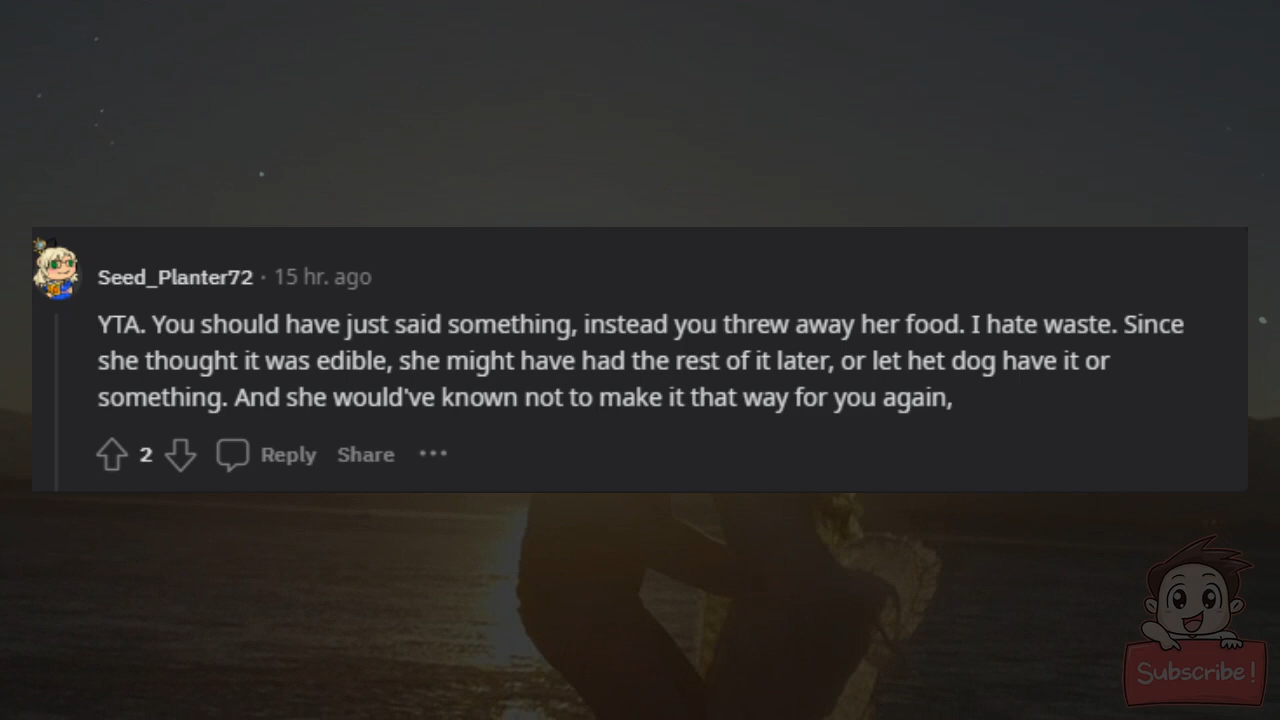 Seed_Planter72 · 15 hr. ago
YTA. You should have just said something, instead you threw away her food. I hate waste. Since
she thought it was edible, she might have had the rest of it later, or let het dog have it or
something. And she would've known not to make it that way for you again,
2 Reply Share ···
Subscribe!